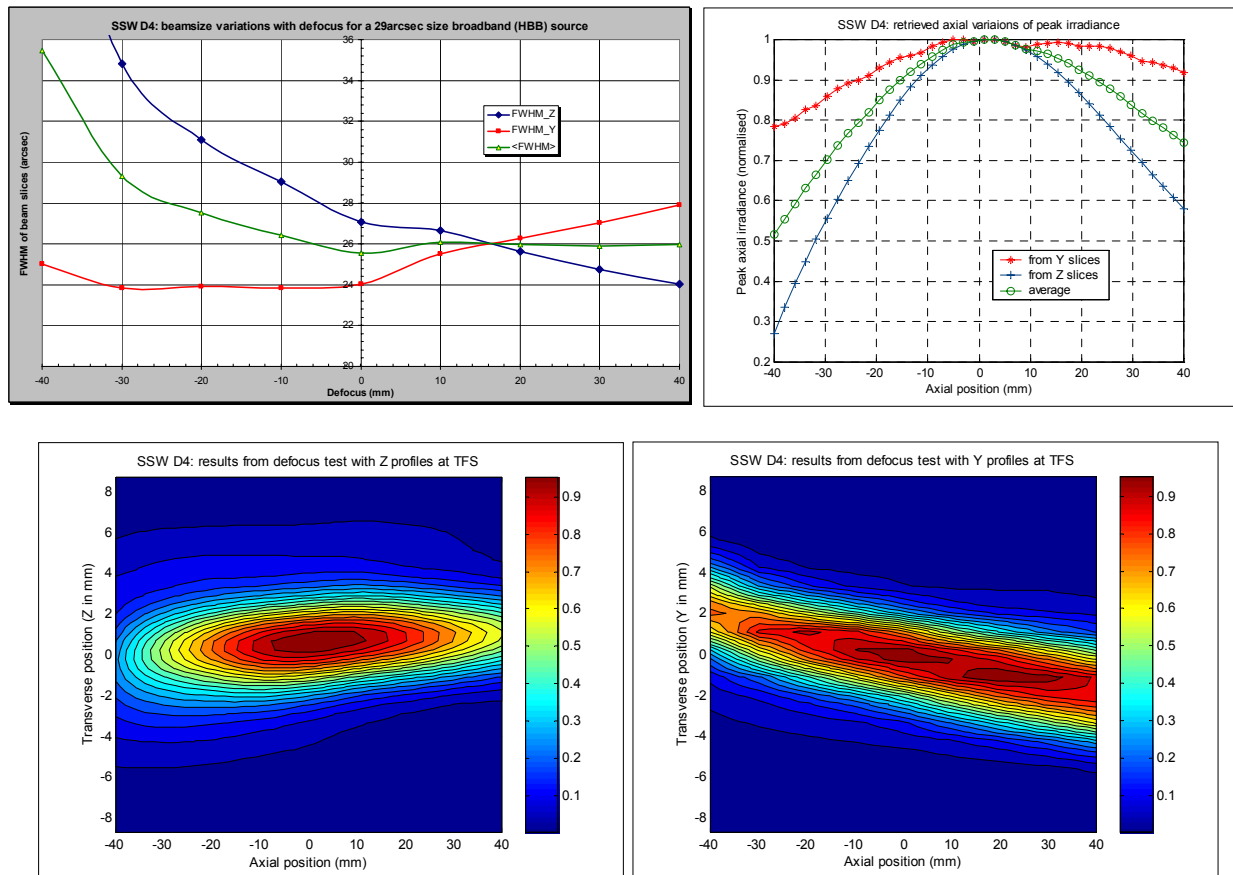 SSW D4: beamsize variations with defocus for a 29arcsec size broadband (HBB) source
FWHM of beam slices (arcsec)
36
34
32
30
28
26
24
22
20
FWHM_Z
FWHM_Y
<FWHM>
-40 -30 -20 -10 0 10 20 30 40
Defocus (mm)
SSW D4: retrieved axial varaions of peak irradiance
Peak axial irradiance (normalised)
1
0.9
0.8
0.7
0.6
0.5
0.4
0.3
0.2
from Y slices
from Z slices
average
-40 -30 -20 -10 0 10 20 30 40
Axial position (mm)
SSW D4: results from defocus test with Z profiles at TFS
Transverse position (Z in mm)
8
6
4
2
0
-2
-4
-6
-8
-40 -30 -20 -10 0 10 20 30 40
Axial position (mm)
0.9
0.8
0.7
0.6
0.5
0.4
0.3
0.2
0.1
SSW D4: results from defocus test with Y profiles at TFS
Transverse position (Y in mm)
8
6
4
2
0
-2
-4
-6
-8
-40 -30 -20 -10 0 10 20 30 40
Axial position (mm)
0.9
0.8
0.7
0.6
0.5
0.4
0.3
0.2
0.1